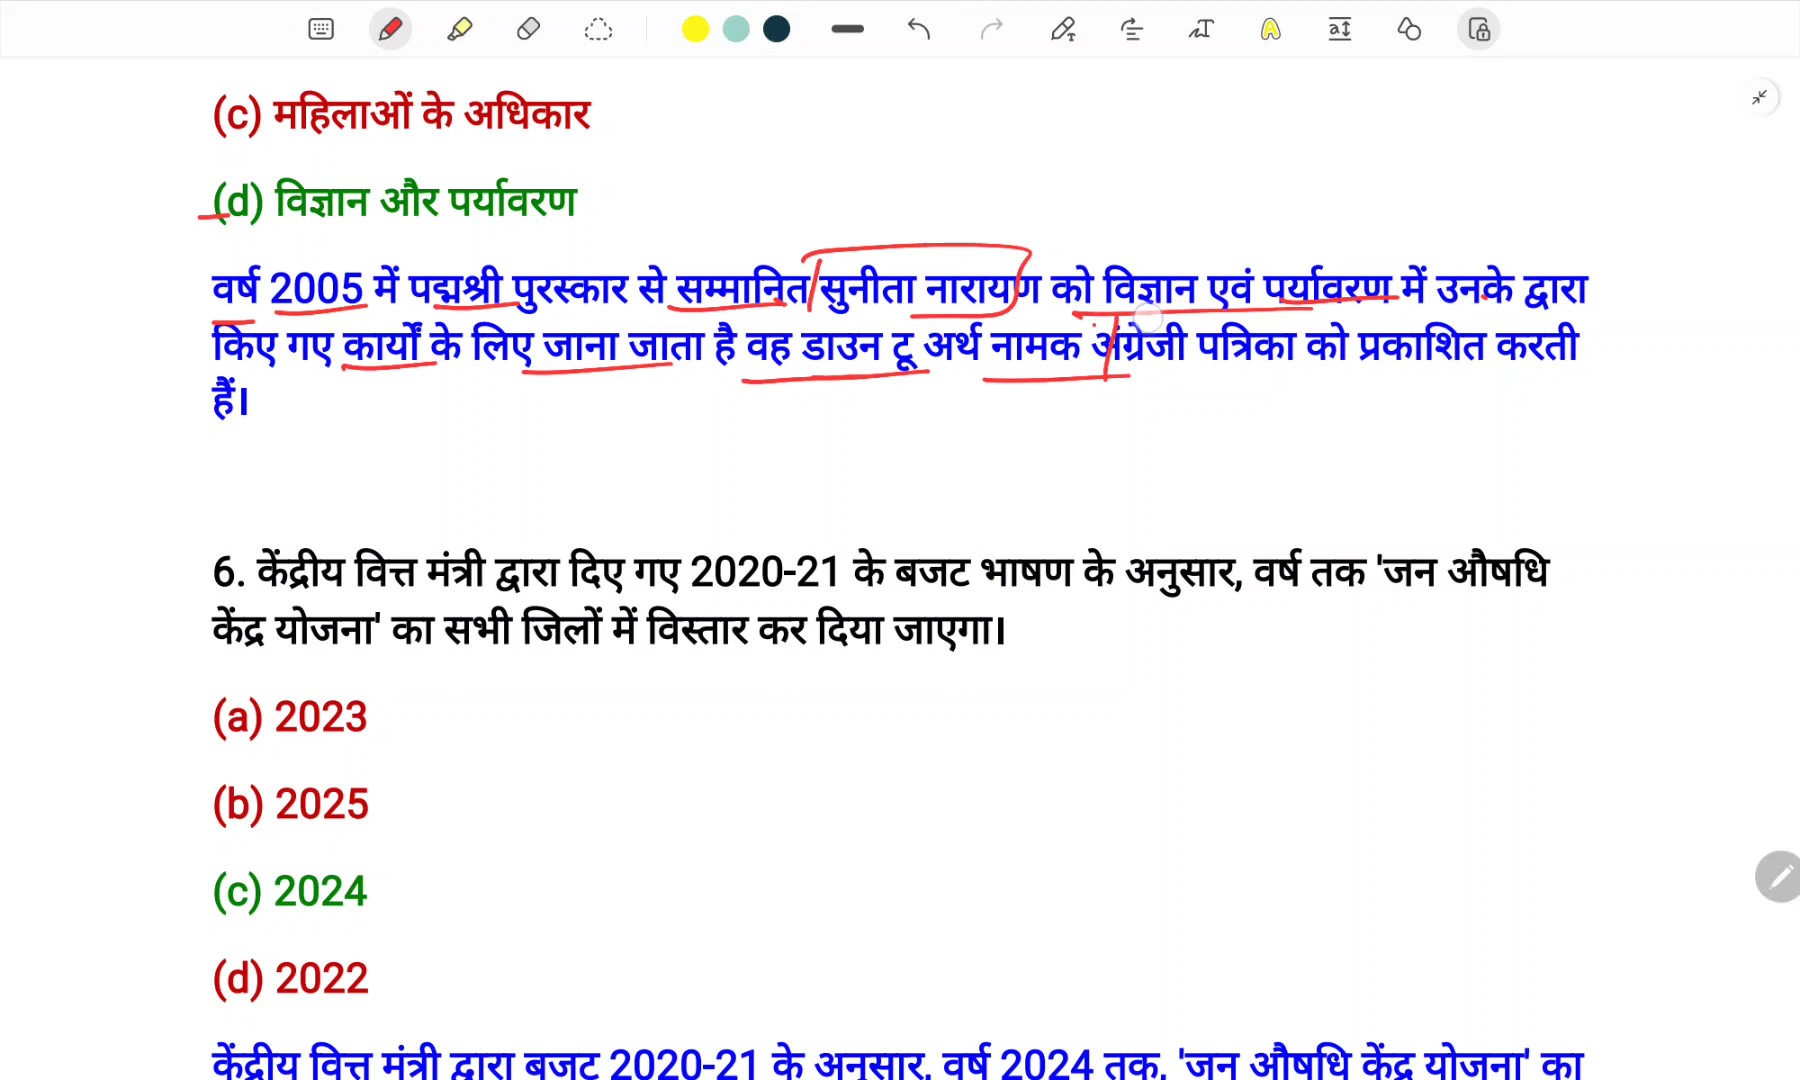 (c) महिलाओं के अधिकार
(d) विज्ञान और पर्यावरण
वर्ष 2005 में पद्मश्री पुरस्कार से सम्मानित सुनीता नारायण को विज्ञान एवं पर्यावरण में उनके द्वारा
किए गए कार्यों के लिए जाना जाता है वह डाउन टू अर्थ नामक अंग्रेजी पत्रिका को प्रकाशित करती
हैं।
6. केंद्रीय वित्त मंत्री द्वारा दिए गए 2020-21 के बजट भाषण के अनुसार, वर्ष तक 'जन औषधि
केंद्र योजना' का सभी जिलों में विस्तार कर दिया जाएगा।
(a) 2023
(b) 2025
(c) 2024
(d) 2022
केंद्रीय वित्त मंत्री द्वारा बजट 2020-21 के अनुसार, वर्ष 2024 तक, 'जन औषधि केंद्र योजना' का